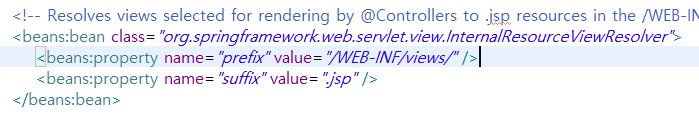 <!-- Resolves views selected for rendering by @Controllers to .jsp resources in the /WEB-IN
<beans:bean class="org.springframework.web.servlet.view.InternalResourceViewResolver">
<beans:property name="prefix" value="/WEB-INF/views/" />
<beans:property name="suffix" value=".jsp" />
</beans:bean>